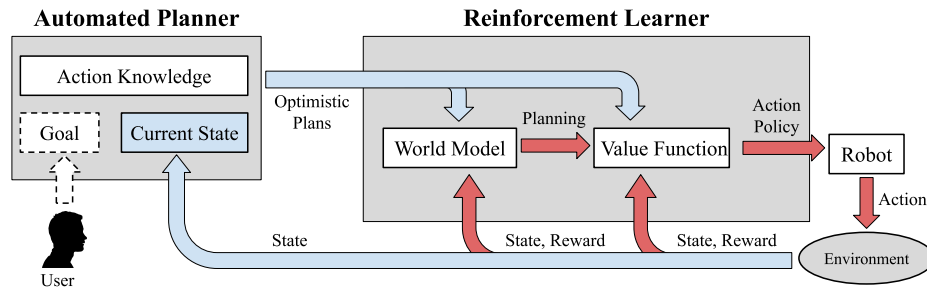 Automated Planner
Reinforcement Learner
Action Knowledge
Goal
Current State
Optimistic
Plans
World Model
Planning
Value Function
Action
Policy
Robot
Action
Environment
State
State, Reward
State, Reward
User